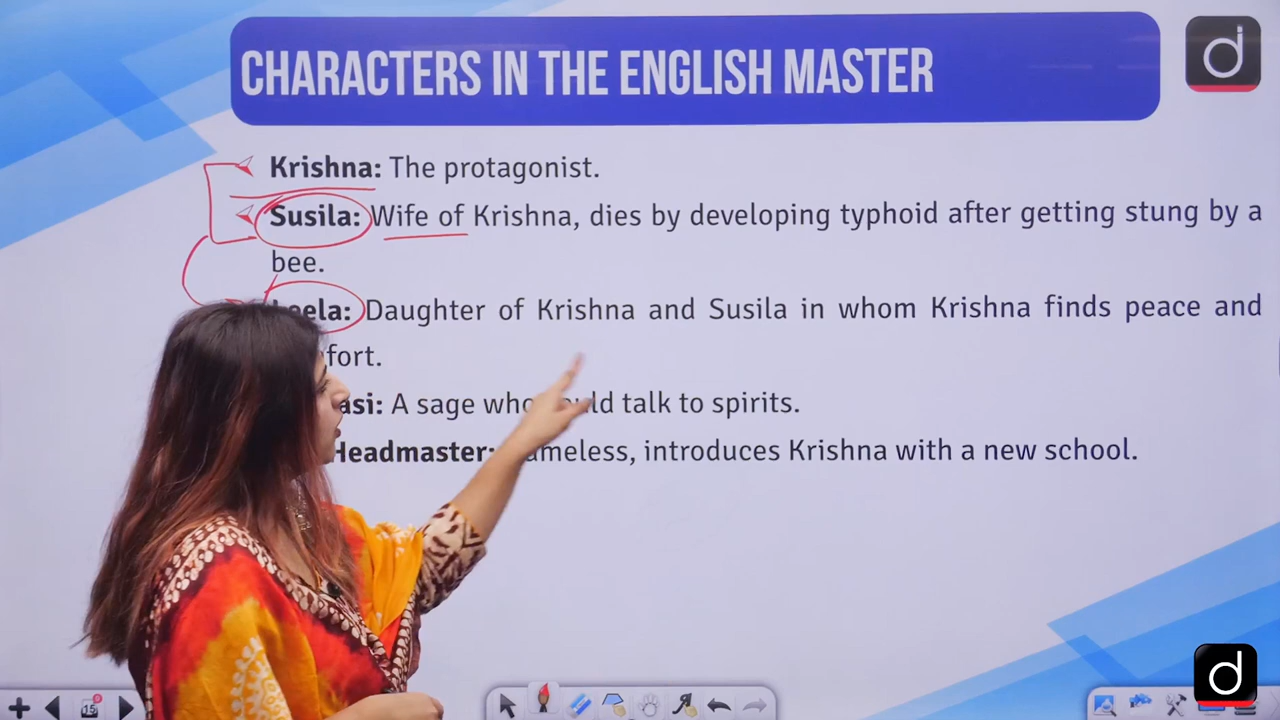 CHARACTERS IN THE ENGLISH MASTER
Krishna: The protagonist.
Susila: Wife of Krishna, dies by developing typhoid after getting stung by a
bee.
Daughter of Krishna and Susila in whom Krishna finds peace and
A sage who talk to spirits.
Headmaster: introduces Krishna with a new school.
d
15
d